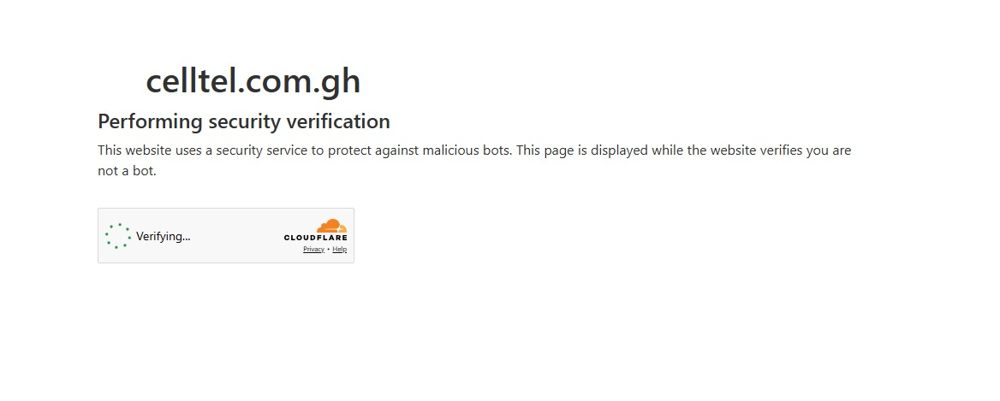 celltel.com.gh
Performing security verification
This website uses a security service to protect against malicious bots. This page is displayed while the website verifies you are
not a bot.
Verifying...
CLOUDFLARE
Privacy • Help